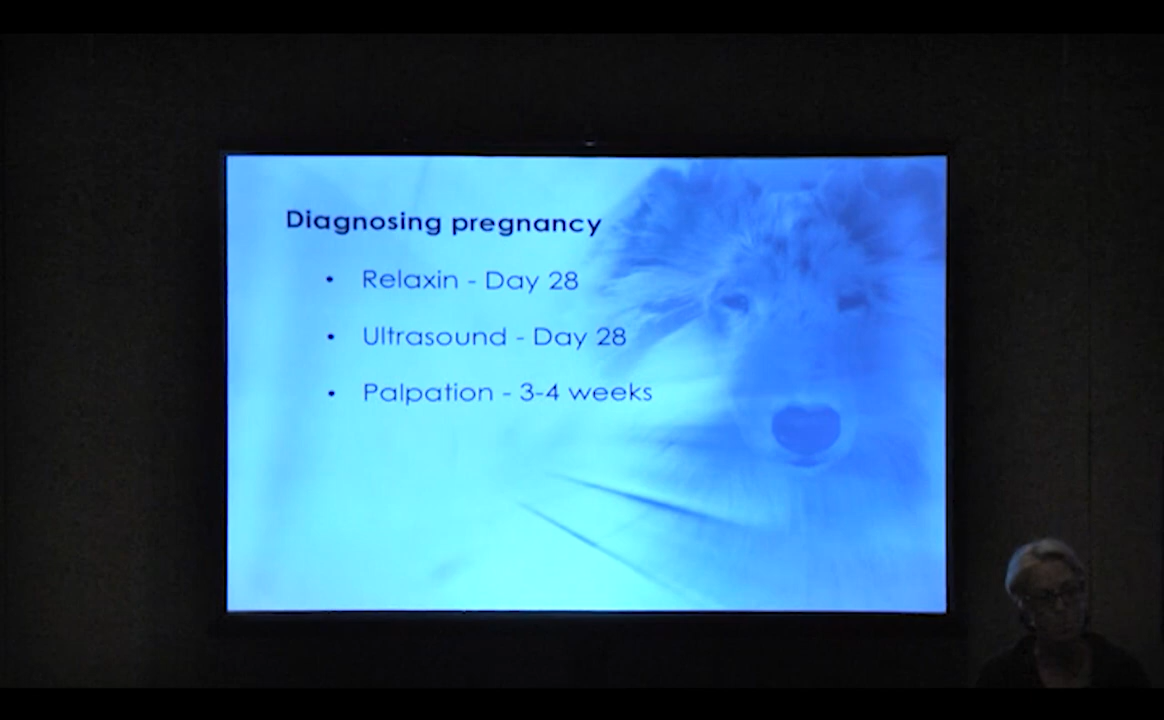 Diagnosing pregnancy
• Relaxin - Day 28
• Ultrasound - Day 28
• Palpation - 3-4 weeks